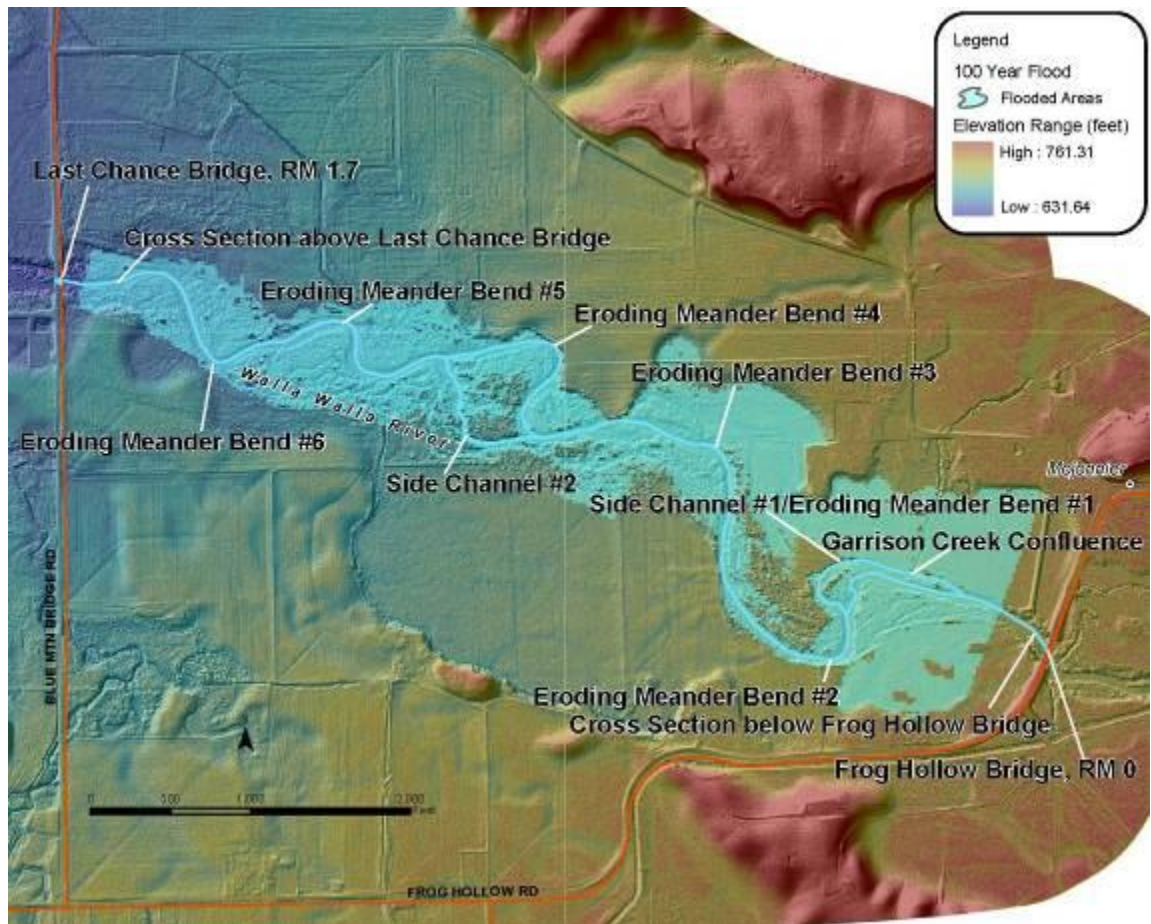 Legend
100 Year Flood
Flooded Areas
Elevation Range (feet)
High : 761.31
Low : 631.64
Last Chance Bridge, RM 1.7
Cross Section above Last Chance Bridge
Eroding Meander Bend #5
Eroding Meander Bend #4
Eroding Meander Bend #3
Walla Walla River
Eroding Meander Bend #6
Side Channel #2
Mojonnier
Side Channel #1/Eroding Meander Bend #1
Garrison Creek Confluence
BLUE MTN BRIDGE RD
Eroding Meander Bend #2
Cross Section below Frog Hollow Bridge
Frog Hollow Bridge, RM 0
0 500 1,000 2,000
Feet
FROG HOLLOW RD